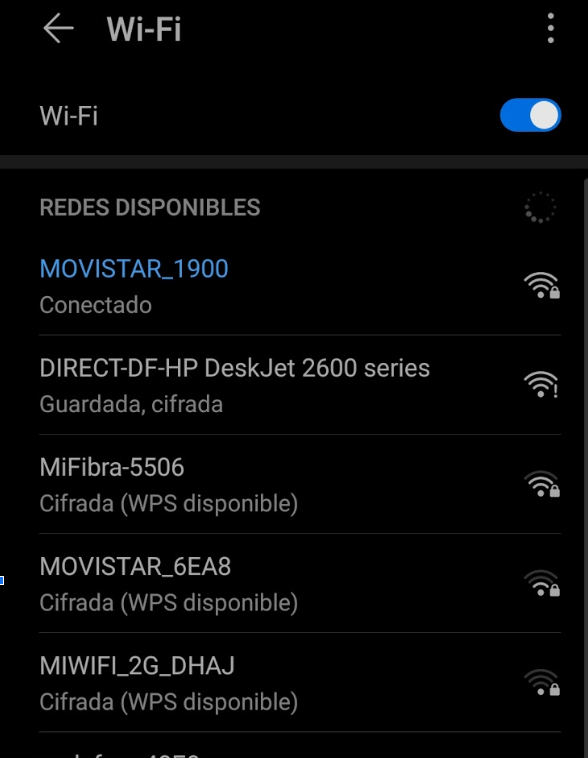 Wi-Fi
Wi-Fi
REDES DISPONIBLES
MOVISTAR_1900
Conectado
DIRECT-DF-HP DeskJet 2600 series
Guardada, cifrada
MiFibra-5506
Cifrada (WPS disponible)
MOVISTAR_6EA8
Cifrada (WPS disponible)
MIWIFI_2G_DHAJ
Cifrada (WPS disponible)